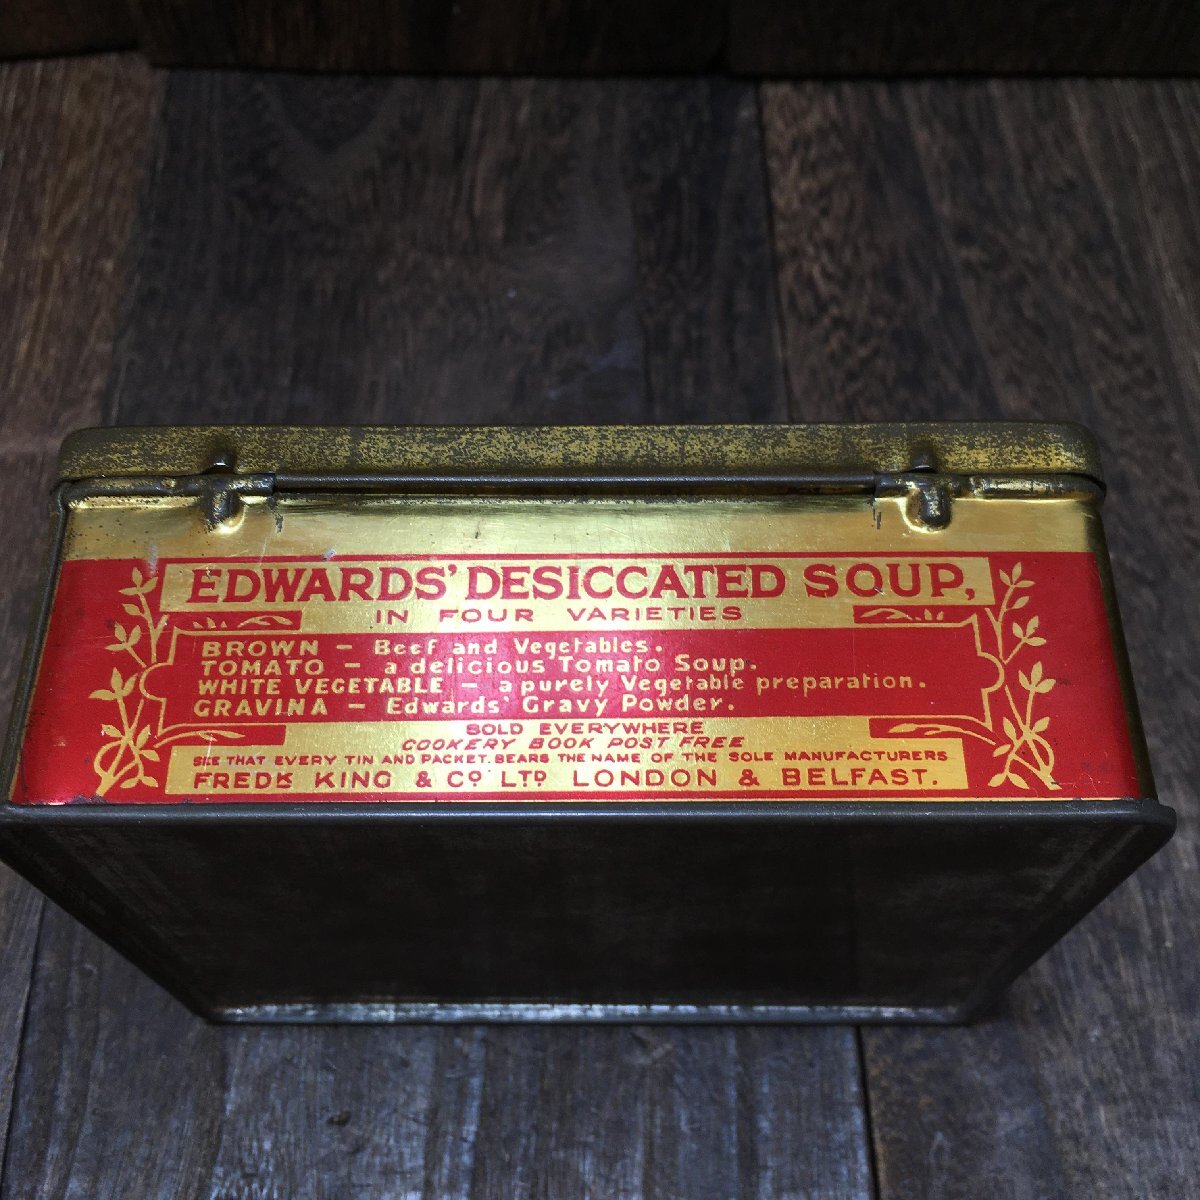 EDWARDS' DESICCATED SOUP,
IN FOUR VARIETIES
BROWN – Beef and Vegetables.
TOMATO – a delicious Tomato Soup.
WHITE VEGETABLE – a purely Vegetable preparation.
GRAVINA – Edwards' Gravy Powder.
SOLD EVERYWHERE
COOKERY BOOK POST FREE
SEE THAT EVERY TIN AND PACKET BEARS THE NAME OF THE SOLE MANUFACTURERS
FREDK KING & CO LTD LONDON & BELFAST.